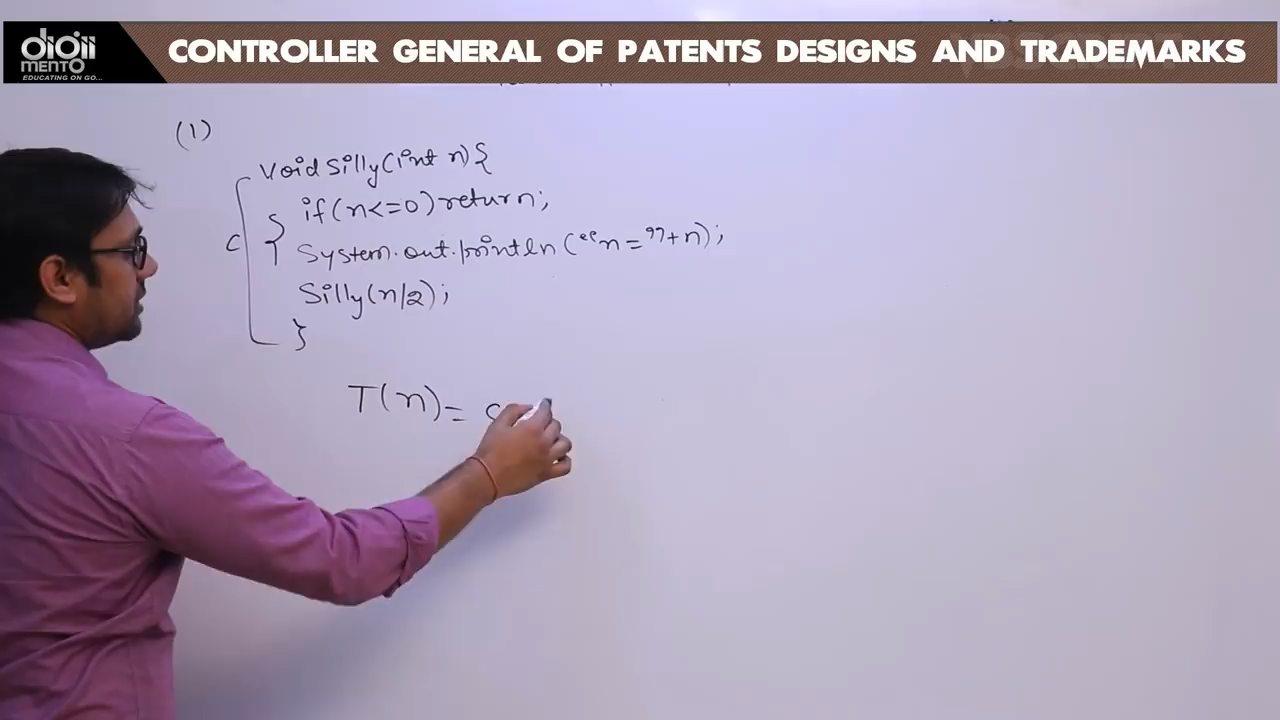 digii
MENTO
EDUCATING ON GO...
CONTROLLER GENERAL OF PATENTS DESIGNS AND TRADEMARKS
(1)
Void Silly(int n){
if(n<=0)return;
C } System.out.println("n="+n);
Silly(n/2);
}
T(n)= C